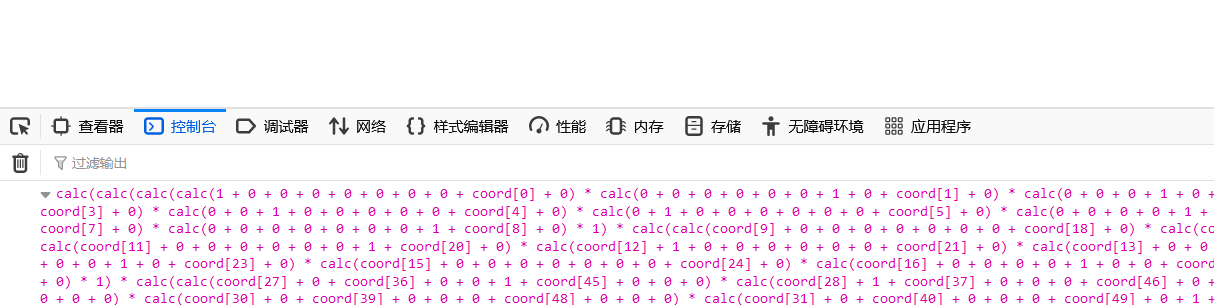 查看器 控制台 调试器 网络 样式编辑器 性能 内存 存储 无障碍环境 应用程序
过滤输出
calc(calc(calc(calc(1 + 0 + 0 + 0 + 0 + 0 + 0 + 0 + coord[0] + 0) * calc(0 + 0 + 0 + 0 + 0 + 0 + 1 + 0 + coord[1] + 0) * calc(0 + 0 + 0 + 1 + 0 +
coord[3] + 0) * calc(0 + 0 + 1 + 0 + 0 + 0 + 0 + 0 + coord[4] + 0) * calc(0 + 1 + 0 + 0 + 0 + 0 + 0 + 0 + coord[5] + 0) * calc(0 + 0 + 0 + 0 + 1 +
coord[7] + 0) * calc(0 + 0 + 0 + 0 + 0 + 0 + 0 + 1 + coord[8] + 0) * 1) * calc(calc(coord[9] + 0 + 0 + 0 + 0 + 0 + 0 + 0 + coord[18] + 0) * calc(co
calc(coord[11] + 0 + 0 + 0 + 0 + 0 + 0 + 1 + coord[20] + 0) * calc(coord[12] + 1 + 0 + 0 + 0 + 0 + 0 + 0 + coord[21] + 0) * calc(coord[13] + 0 + 0
+ 0 + 0 + 1 + 0 + coord[23] + 0) * calc(coord[15] + 0 + 0 + 0 + 0 + 0 + 0 + 0 + coord[24] + 0) * calc(coord[16] + 0 + 0 + 0 + 0 + 1 + 0 + 0 + coord
+ 0) * 1) * calc(calc(coord[27] + 0 + coord[36] + 0 + 0 + 1 + coord[45] + 0 + 0 + 0) * calc(coord[28] + 1 + coord[37] + 0 + 0 + 0 + coord[46] + 0
0 + 0 + 0) * calc(coord[30] + 0 + coord[39] + 0 + 0 + 0 + coord[48] + 0 + 0 + 0) * calc(coord[31] + 0 + coord[40] + 0 + 0 + 0 + coord[49] + 0 + 1